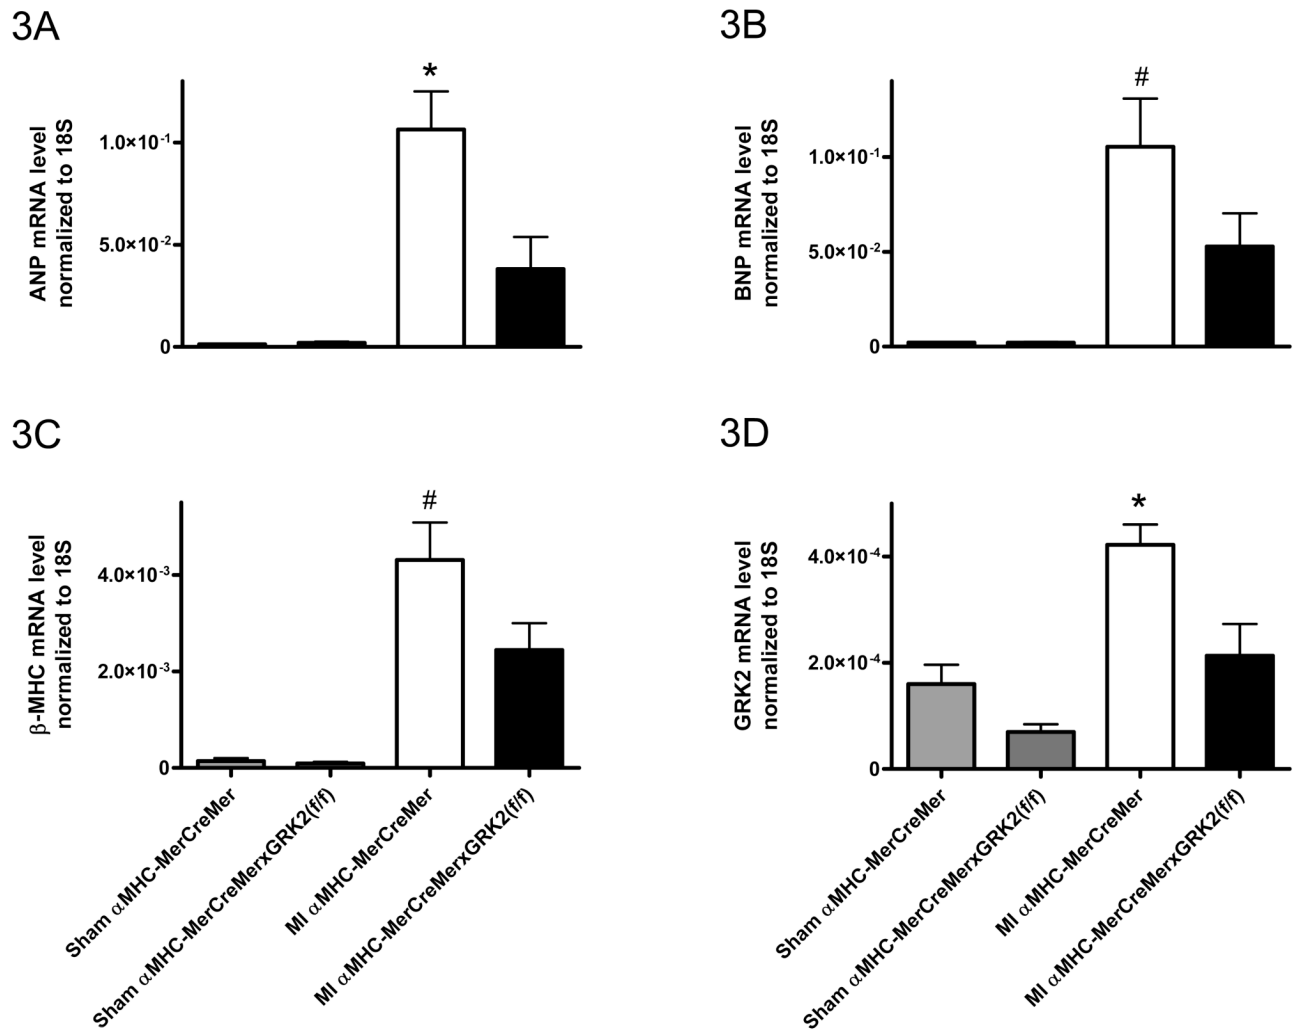 3A
ANP mRNA level
normalized to 18S
1.0×10⁻¹
5.0×10⁻²
0
*
3B
BNP mRNA level
normalized to 18S
1.0×10⁻¹
5.0×10⁻²
0
#
3C
β-MHC mRNA level
normalized to 18S
4.0×10⁻³
2.0×10⁻³
0
#
Sham αMHC-MerCreMer
Sham αMHC-MerCreMerxGRK2(f/f)
MI αMHC-MerCreMer
MI αMHC-MerCreMerxGRK2(f/f)
3D
GRK2 mRNA level
normalized to 18S
4.0×10⁻⁴
2.0×10⁻⁴
0
*
Sham αMHC-MerCreMer
Sham αMHC-MerCreMerxGRK2(f/f)
MI αMHC-MerCreMer
MI αMHC-MerCreMerxGRK2(f/f)